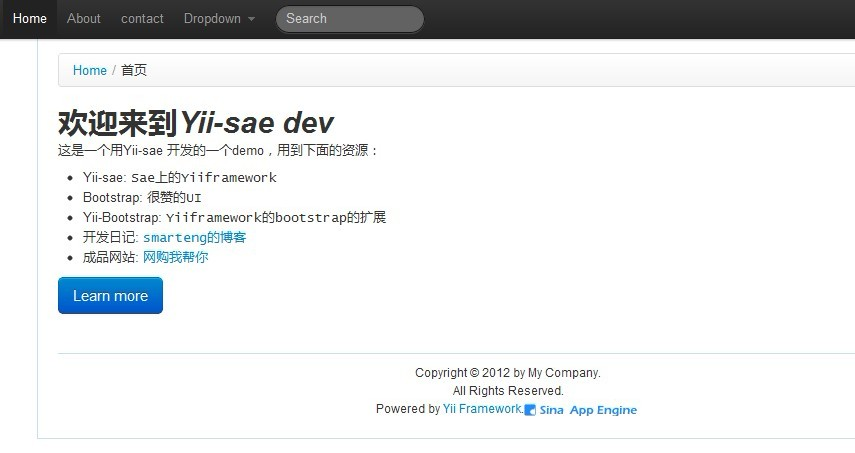 Home About contact Dropdown Search
Home / 首页
欢迎来到Yii-sae dev
这是一个用Yii-sae 开发的一个demo，用到下面的资源：
Yii-sae: Sae上的Yiiframework
Bootstrap: 很赞的UI
Yii-Bootstrap: Yiiframework的bootstrap的扩展
开发日记: smarteng的博客
成品网站: 网购我帮你
Learn more
Copyright © 2012 by My Company.
All Rights Reserved.
Powered by Yii Framework. Sina App Engine